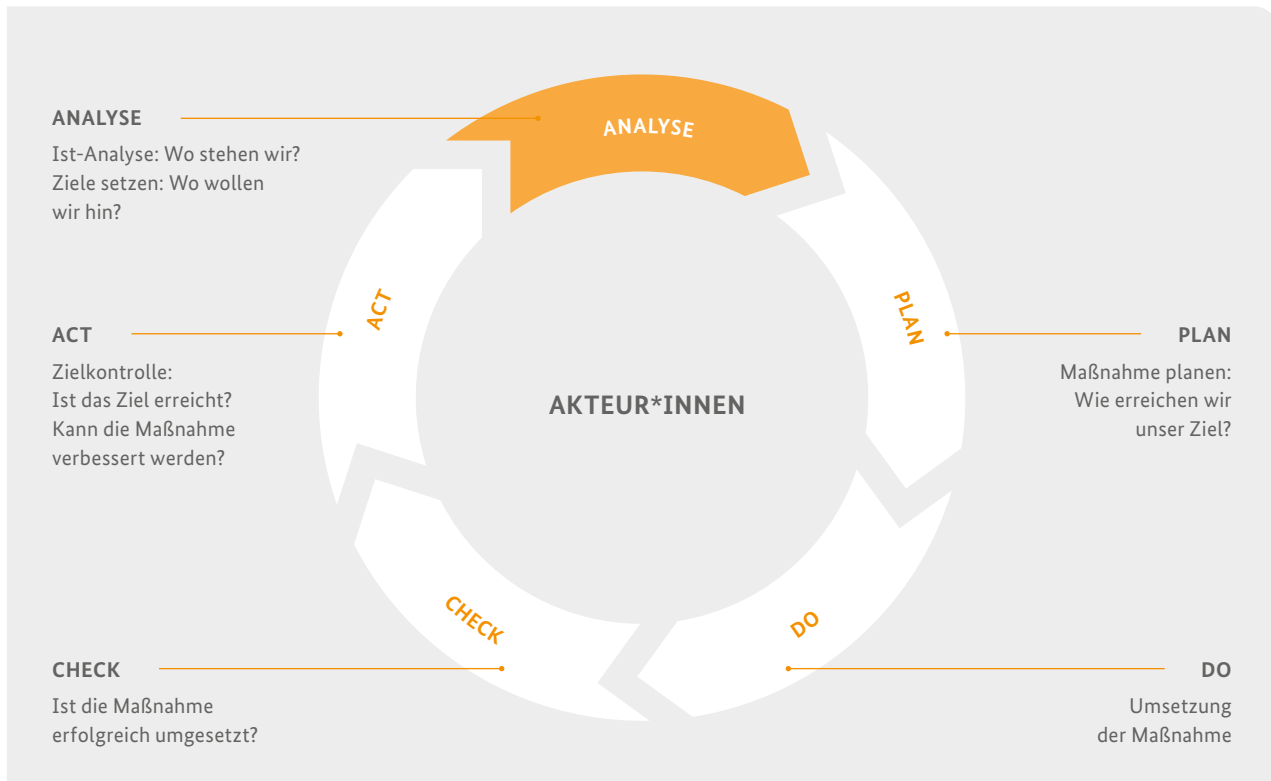 ANALYSE
Ist-Analyse: Wo stehen wir?
Ziele setzen: Wo wollen
wir hin?
ANALYSE
ACT
Zielkontrolle:
Ist das Ziel erreicht?
Kann die Maßnahme
verbessert werden?
ACT
AKTEUR*INNEN
PLAN
PLAN
Maßnahme planen:
Wie erreichen wir
unser Ziel?
CHECK
Ist die Maßnahme
erfolgreich umgesetzt?
CHECK
DO
DO
Umsetzung
der Maßnahme